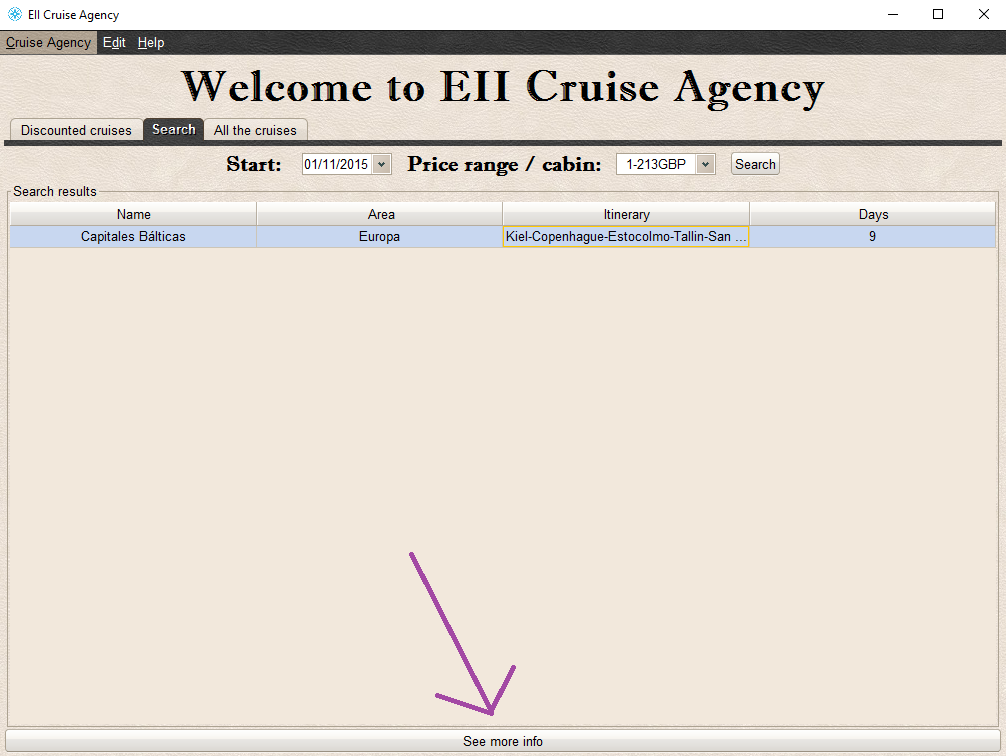 EII Cruise Agency
Cruise Agency Edit Help
Welcome to EII Cruise Agency
Discounted cruises Search All the cruises
Start: 01/11/2015 Price range / cabin: 1-213GBP Search
Search results
Name Area Itinerary Days
Capitales Bálticas Europa Kiel-Copenhague-Estocolmo-Tallin-San ... 9
See more info